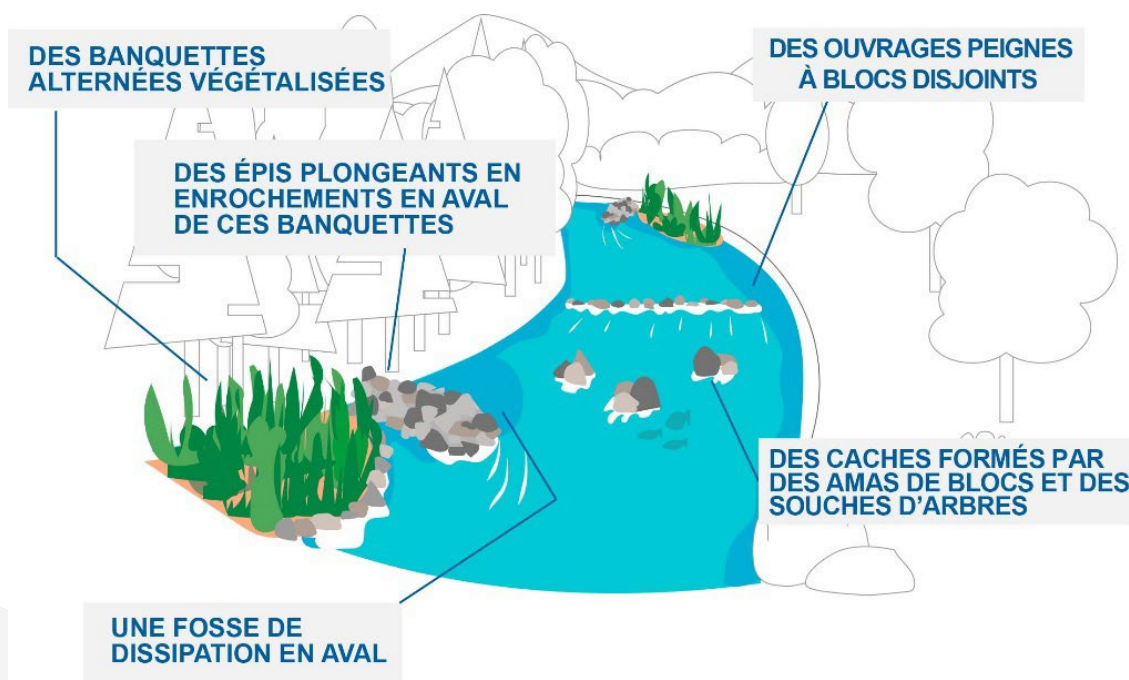 DES BANQUETTES
ALTERNÉES VÉGÉTALISÉES
DES OUVRAGES PEIGNES
À BLOCS DISJOINTS
DES ÉPIS PLONGEANTS EN
ENROCHEMENTS EN AVAL
DE CES BANQUETTES
DES CACHES FORMÉS PAR
DES AMAS DE BLOCS ET DES
SOUCHES D'ARBRES
UNE FOSSE DE
DISSIPATION EN AVAL